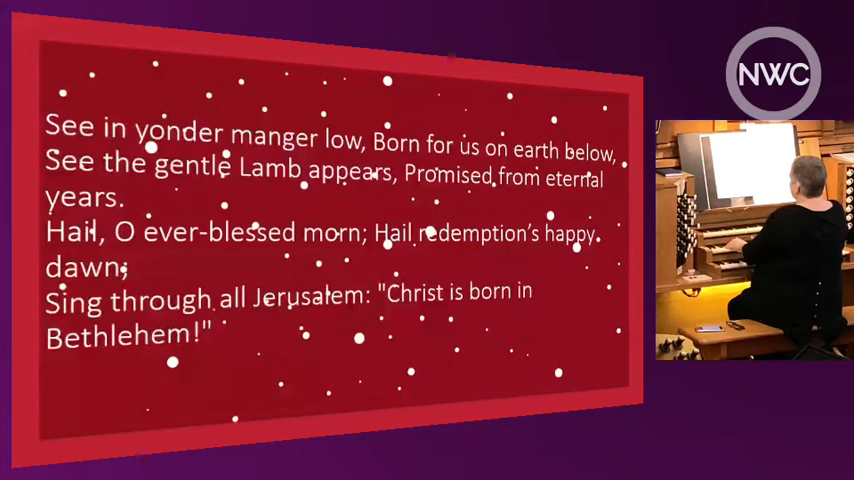 NWC
See in yonder manger low, Born for us on earth below,
See the gentle Lamb appears, Promised from eternal
years.
Hail, O ever-blessed morn; Hail redemption's happy
dawn;
Sing through all Jerusalem: "Christ is born in
Bethlehem!"